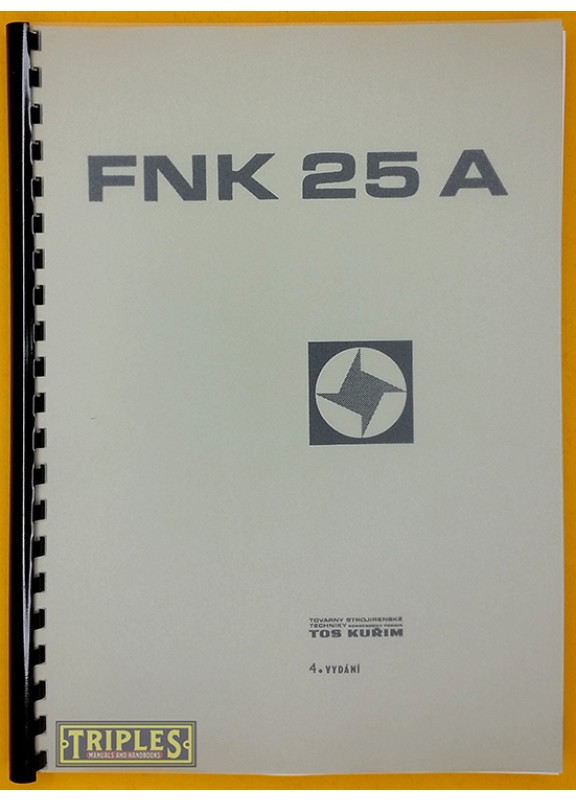 FNK 25 A
TOVÁRNY STROJÍRENSKÉ
TECHNIKY
TOS KUŘIM
4. VYDÁNÍ
TRIPLES
MANUALS AND HANDBOOKS